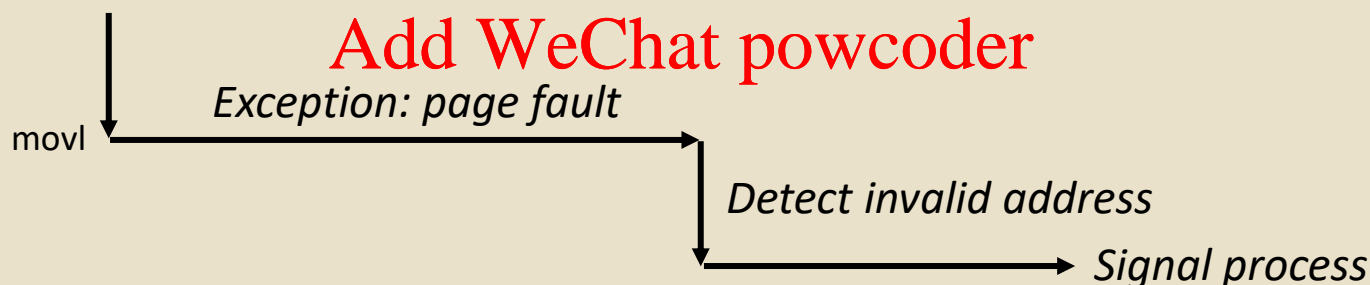 Add WeChat powcoder
Exception: page fault
movl
Detect invalid address
Signal process